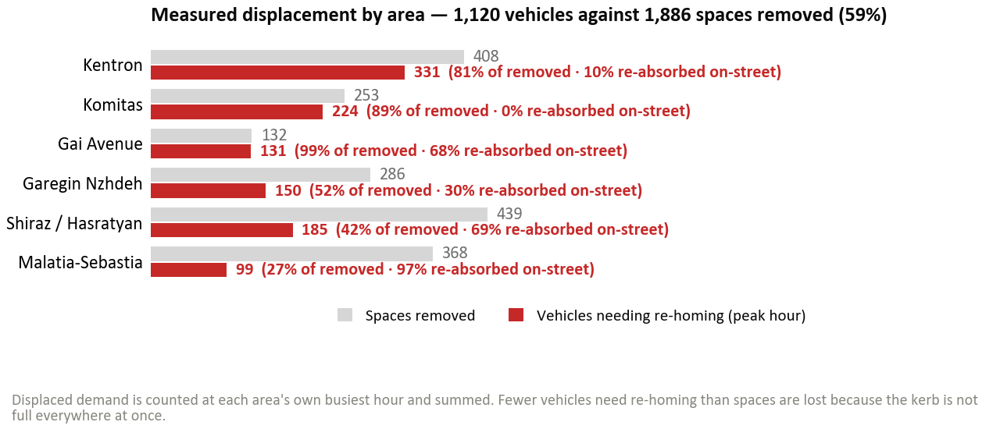 Measured displacement by area — 1,120 vehicles against 1,886 spaces removed (59%)
Kentron
408
331 (81% of removed · 10% re-absorbed on-street)
Komitas
253
224 (89% of removed · 0% re-absorbed on-street)
Gai Avenue
132
131 (99% of removed · 68% re-absorbed on-street)
Garegin Nzhdeh
286
150 (52% of removed · 30% re-absorbed on-street)
Shiraz / Hasratyan
439
185 (42% of removed · 69% re-absorbed on-street)
Malatia-Sebastia
368
99 (27% of removed · 97% re-absorbed on-street)
Spaces removed
Vehicles needing re-homing (peak hour)
Displaced demand is counted at each area's own busiest hour and summed. Fewer vehicles need re-homing than spaces are lost because the kerb is not
full everywhere at once.